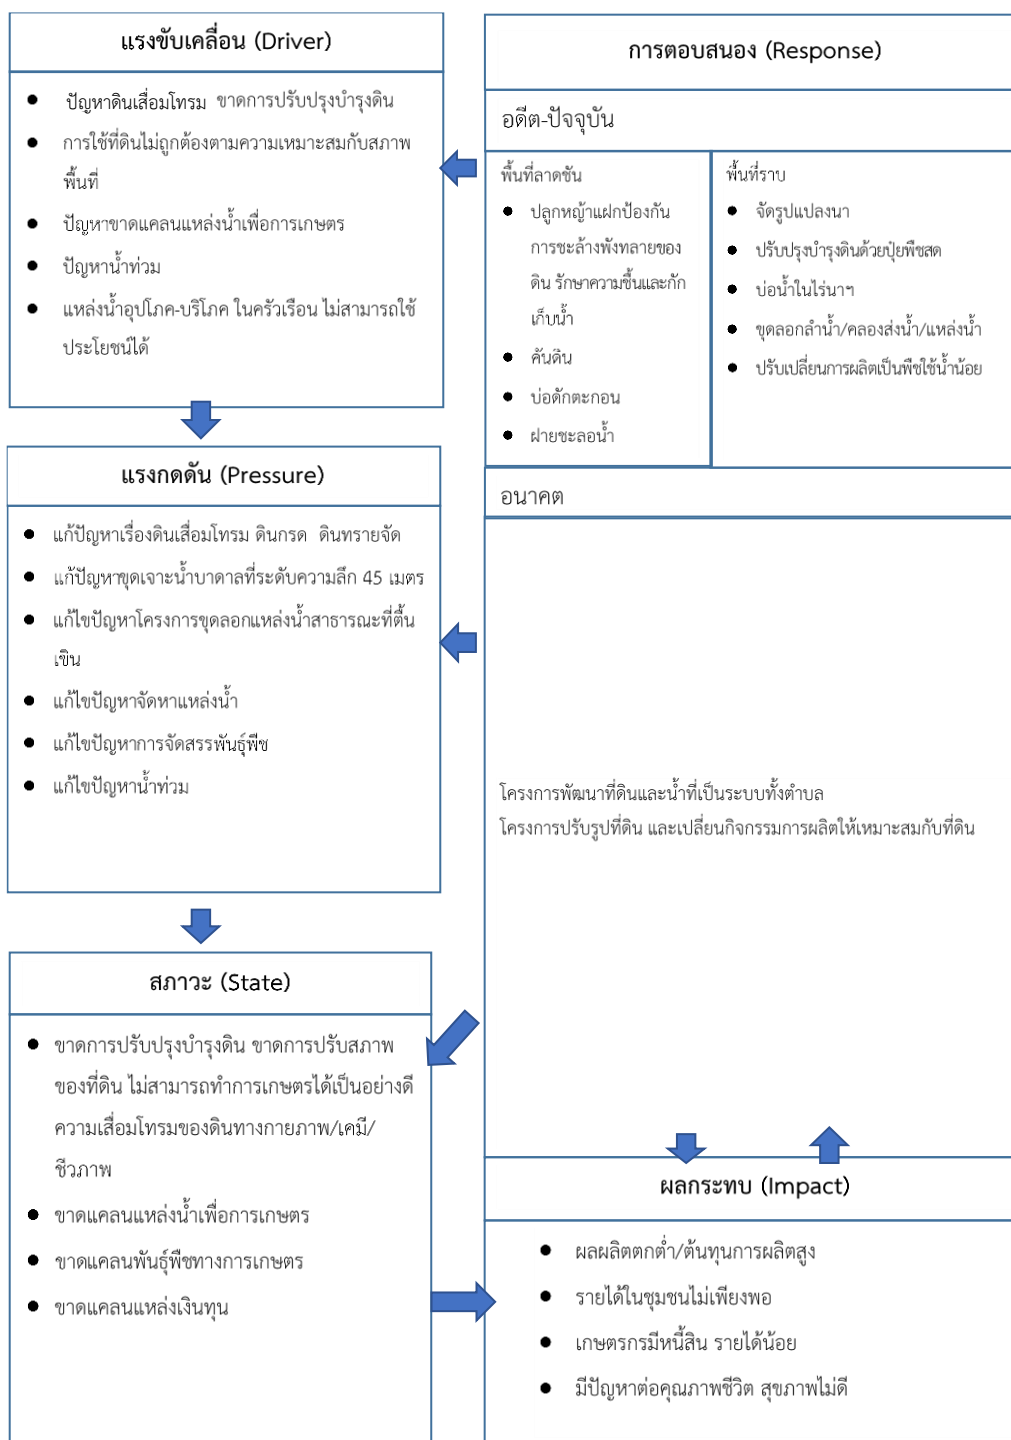 แรงขับเคลื่อน (Driver)
ปัญหาดินเสื่อมโทรม ขาดการปรับปรุงบำรุงดิน
การใช้ที่ดินไม่ถูกต้องตามความเหมาะสมกับสภาพ
พื้นที่
ปัญหาขาดแคลนแหล่งน้ำเพื่อการเกษตร
ปัญหาน้ำท่วม
แหล่งน้ำอุปโภค-บริโภค ในครัวเรือน ไม่สามารถใช้
ประโยชน์ได้
แรงกดดัน (Pressure)
แก้ปัญหาเรื่องดินเสื่อมโทรม ดินกรด ดินทรายจัด
แก้ปัญหาขุดเจาะน้ำบาดาลที่ระดับความลึก 45 เมตร
แก้ไขปัญหาโครงการขุดลอกแหล่งน้ำสาธารณะที่ตื้น
เขิน
แก้ไขปัญหาจัดหาแหล่งน้ำ
แก้ไขปัญหาการจัดสรรพันธุ์พืช
แก้ไขปัญหาน้ำท่วม
สภาวะ (State)
ขาดการปรับปรุงบำรุงดิน ขาดการปรับสภาพ
ของที่ดิน ไม่สามารถทำการเกษตรได้เป็นอย่างดี
ความเสื่อมโทรมของดินทางกายภาพ/เคมี/
ชีวภาพ
ขาดแคลนแหล่งน้ำเพื่อการเกษตร
ขาดแคลนพันธุ์พืชทางการเกษตร
ขาดแคลนแหล่งเงินทุน
การตอบสนอง (Response)
อดีต-ปัจจุบัน
พื้นที่ลาดชัน
ปลูกหญ้าแฝกป้องกัน
การชะล้างพังทลายของ
ดิน รักษาความชื้นและกัก
เก็บน้ำ
คันดิน
บ่อดักตะกอน
ฝายชะลอน้ำ
พื้นที่ราบ
จัดรูปแปลงนา
ปรับปรุงบำรุงดินด้วยปุ๋ยพืชสด
บ่อน้ำในไร่นาฯ
ขุดลอกลำน้ำ/คลองส่งน้ำ/แหล่งน้ำ
ปรับเปลี่ยนการผลิตเป็นพืชใช้น้ำน้อย
อนาคต
โครงการพัฒนาที่ดินและน้ำที่เป็นระบบทั้งตำบล
โครงการปรับรูปที่ดิน และเปลี่ยนกิจกรรมการผลิตให้เหมาะสมกับที่ดิน
ผลกระทบ (Impact)
ผลผลิตตกต่ำ/ต้นทุนการผลิตสูง
รายได้ในชุมชนไม่เพียงพอ
เกษตรกรมีหนี้สิน รายได้น้อย
มีปัญหาต่อคุณภาพชีวิต สุขภาพไม่ดี